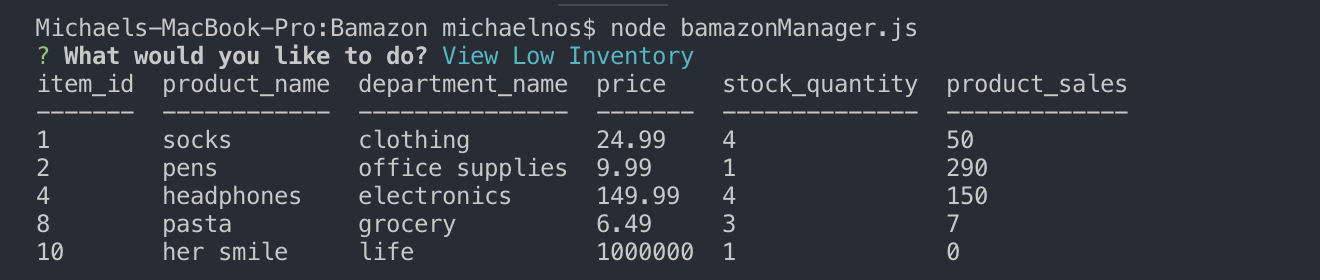 Michaels-MacBook-Pro:Bamazon michaelnos$ node bamazonManager.js
? What would you like to do? View Low Inventory
item_id  product_name  department_name  price    stock_quantity  product_sales
-------  ------------  ---------------  -------  --------------  -------------
1        socks         clothing         24.99    4               50
2        pens          office supplies  9.99     1               290
4        headphones    electronics      149.99   4               150
8        pasta         grocery          6.49     3               7
10       her smile     life             1000000  1               0